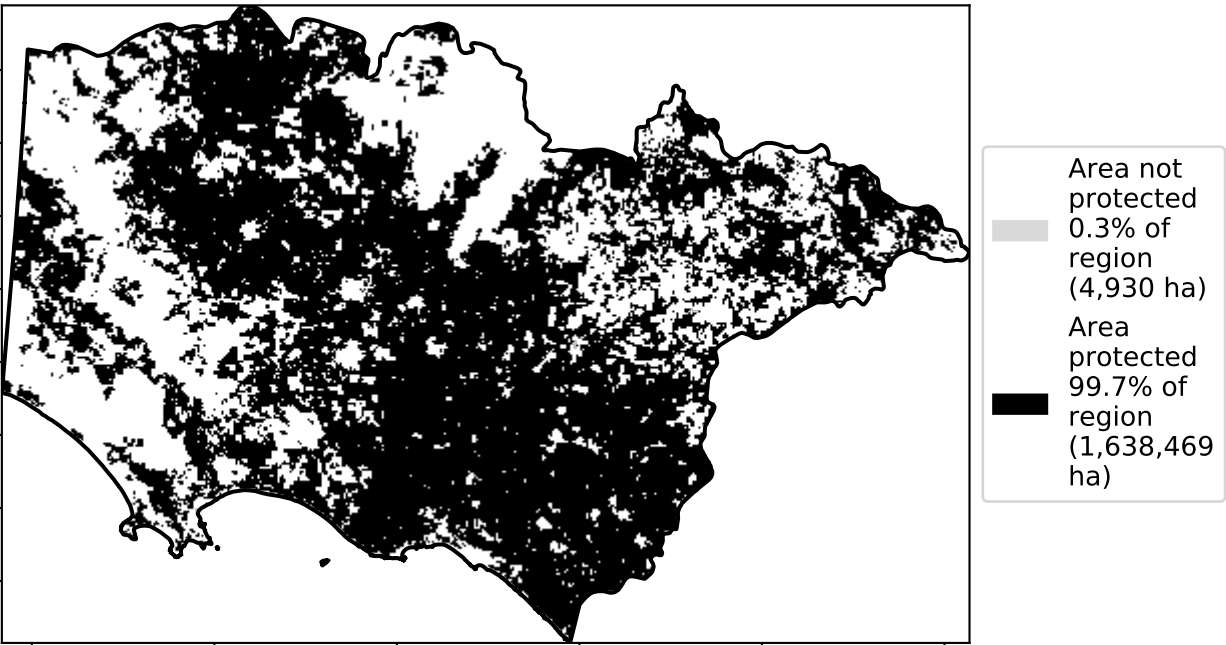 Area not
protected
0.3% of
region
(4,930 ha)
Area
protected
99.7% of
region
(1,638,469
ha)